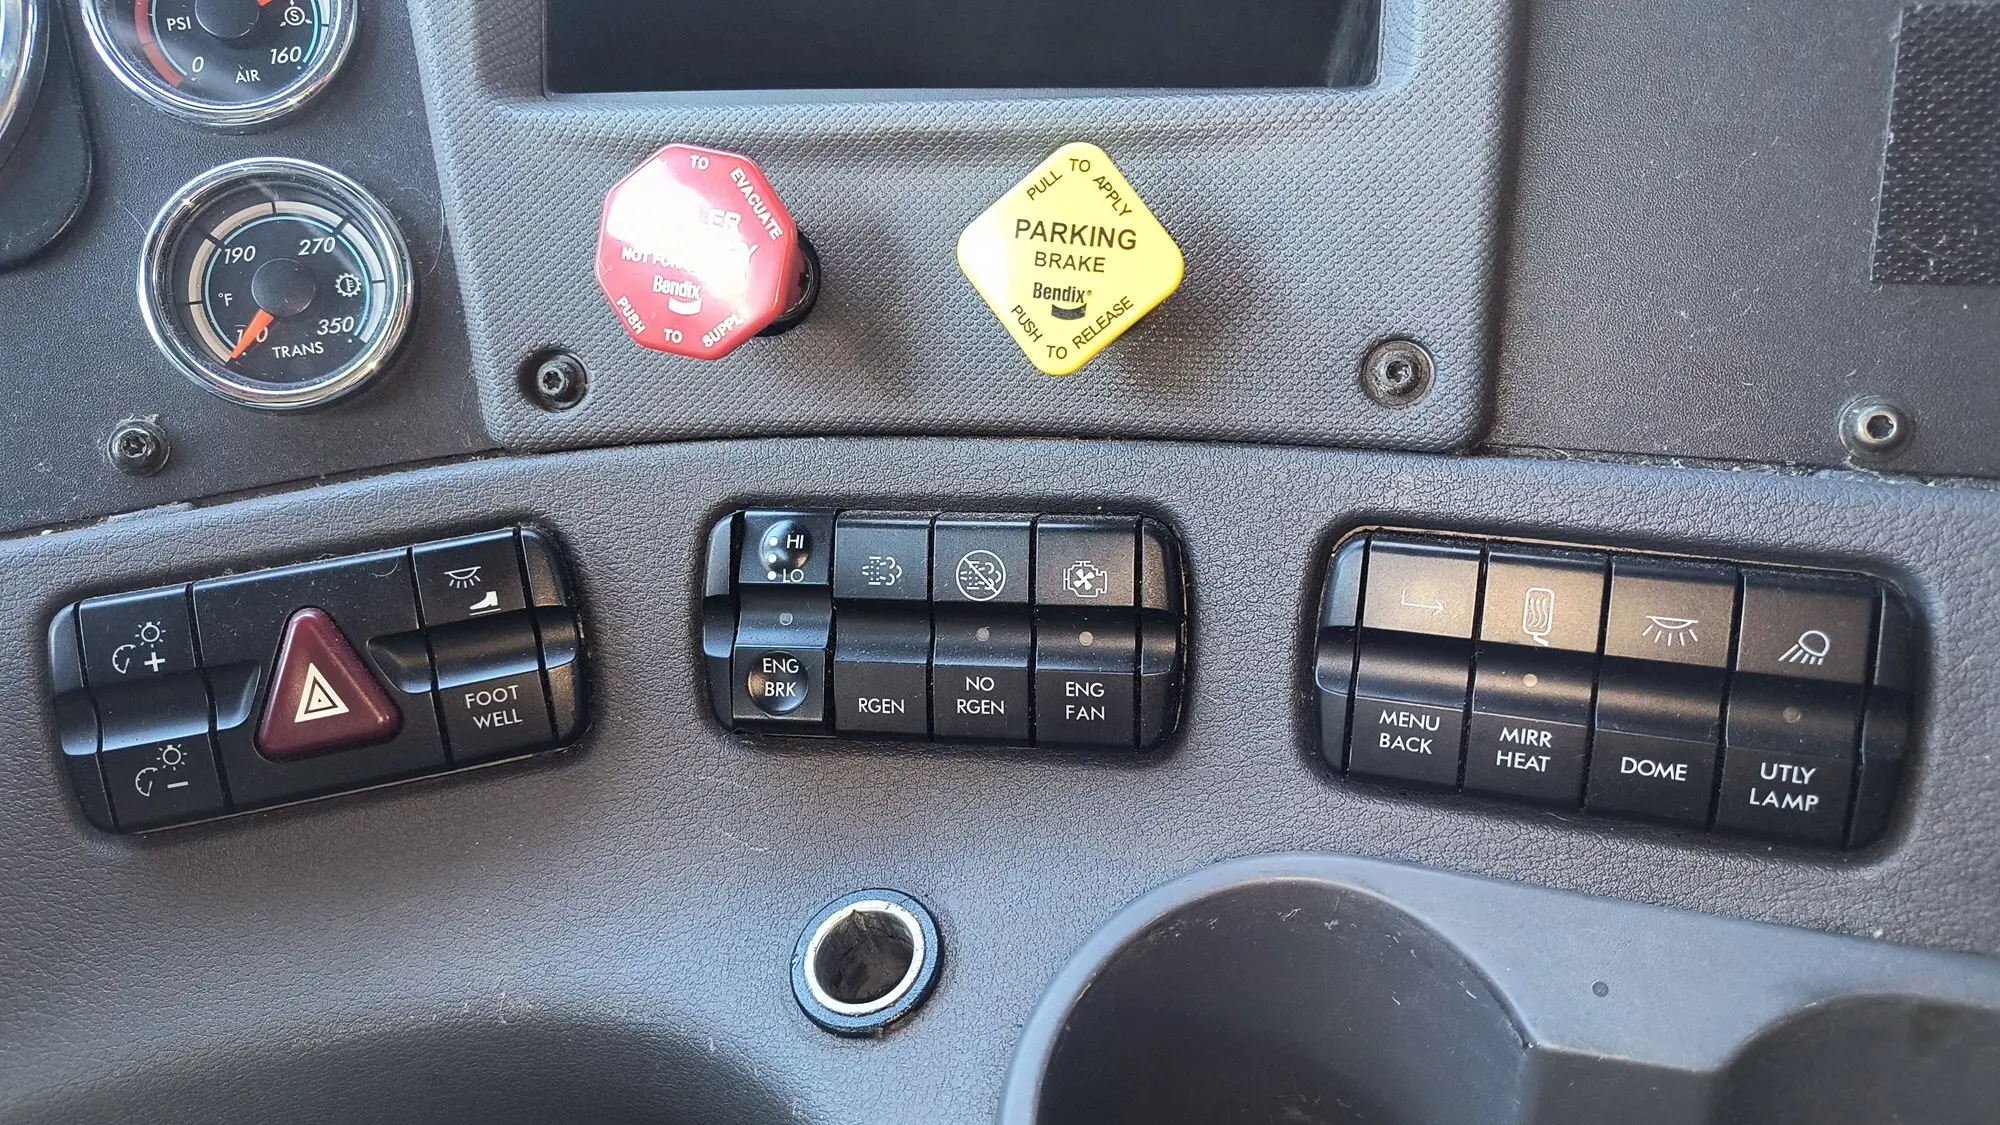 PSI
0
160
AIR
190
270
°F
350
TRANS
TO EVACUATE
NOT FOR
Bendix
PUSH TO
PULL TO APPLY
PARKING
BRAKE
Bendix®
PUSH TO RELEASE
FOOT
WELL
HI
LO
ENG
BRK
RGEN
NO
RGEN
ENG
FAN
MENU
BACK
MIRR
HEAT
DOME
UTLY
LAMP